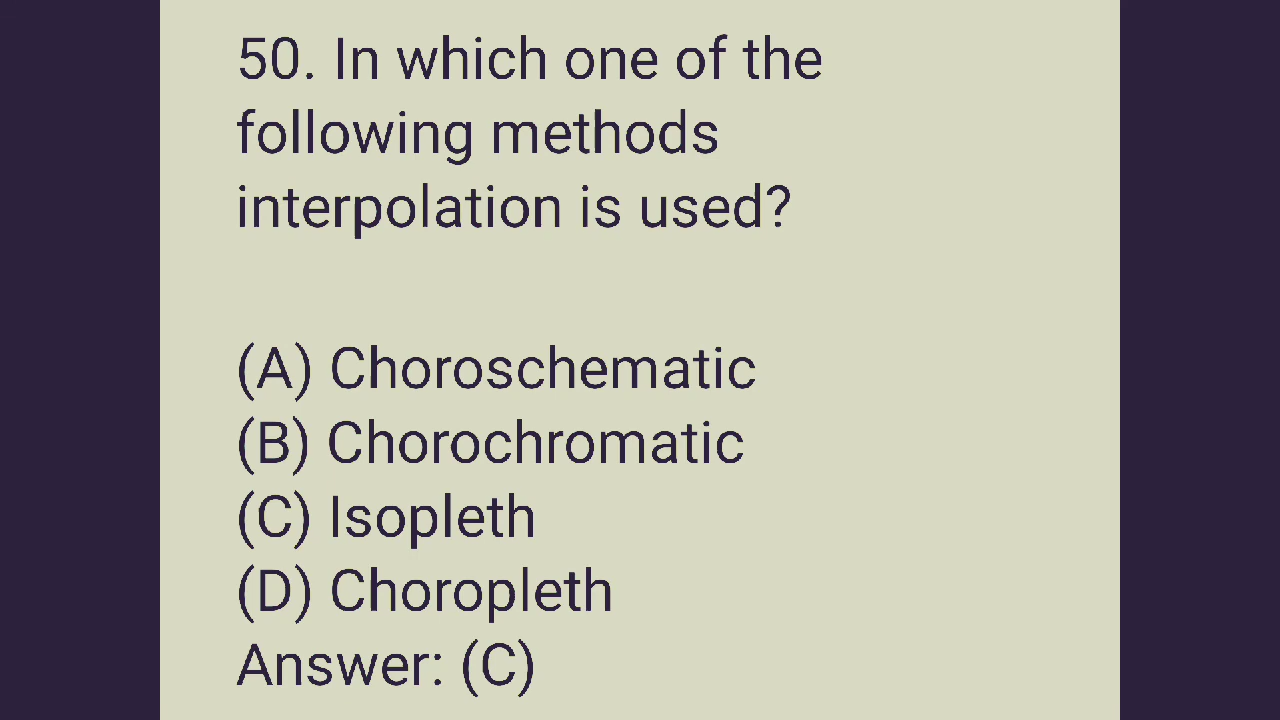 50. In which one of the
following methods
interpolation is used?
(A) Choroschematic
(B) Chorochromatic
(C) Isopleth
(D) Choropleth
Answer: (C)